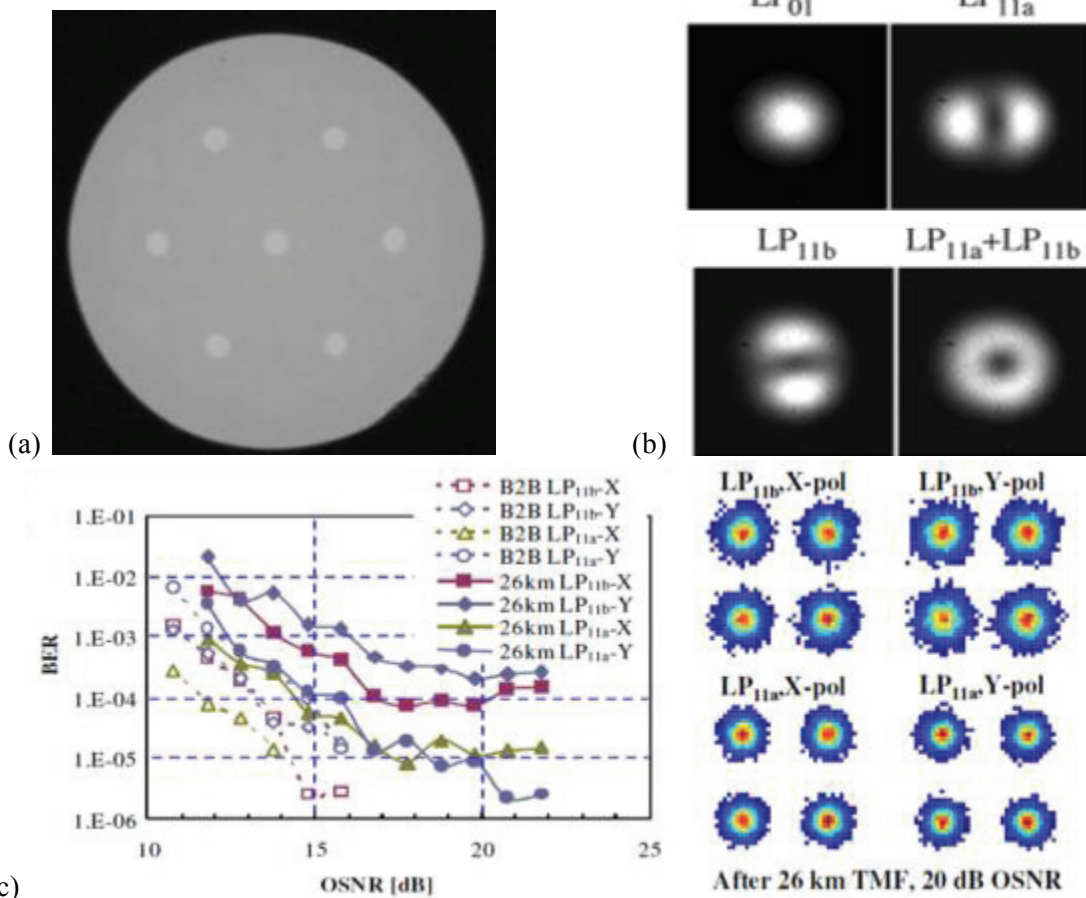 LP01 LP11a
(a)
(b)
LP11b LP11a+LP11b
c)
BER
1.E-01
1.E-02
1.E-03
1.E-04
1.E-05
1.E-06
10 15 20 25
OSNR [dB]
B2B LP11b-X
B2B LP11b-Y
B2B LP11a-X
B2B LP11a-Y
26km LP11b-X
26km LP11b-Y
26km LP11a-X
26km LP11a-Y
LP11b,X-pol LP11b,Y-pol
LP11a,X-pol LP11a,Y-pol
After 26 km TMF, 20 dB OSNR